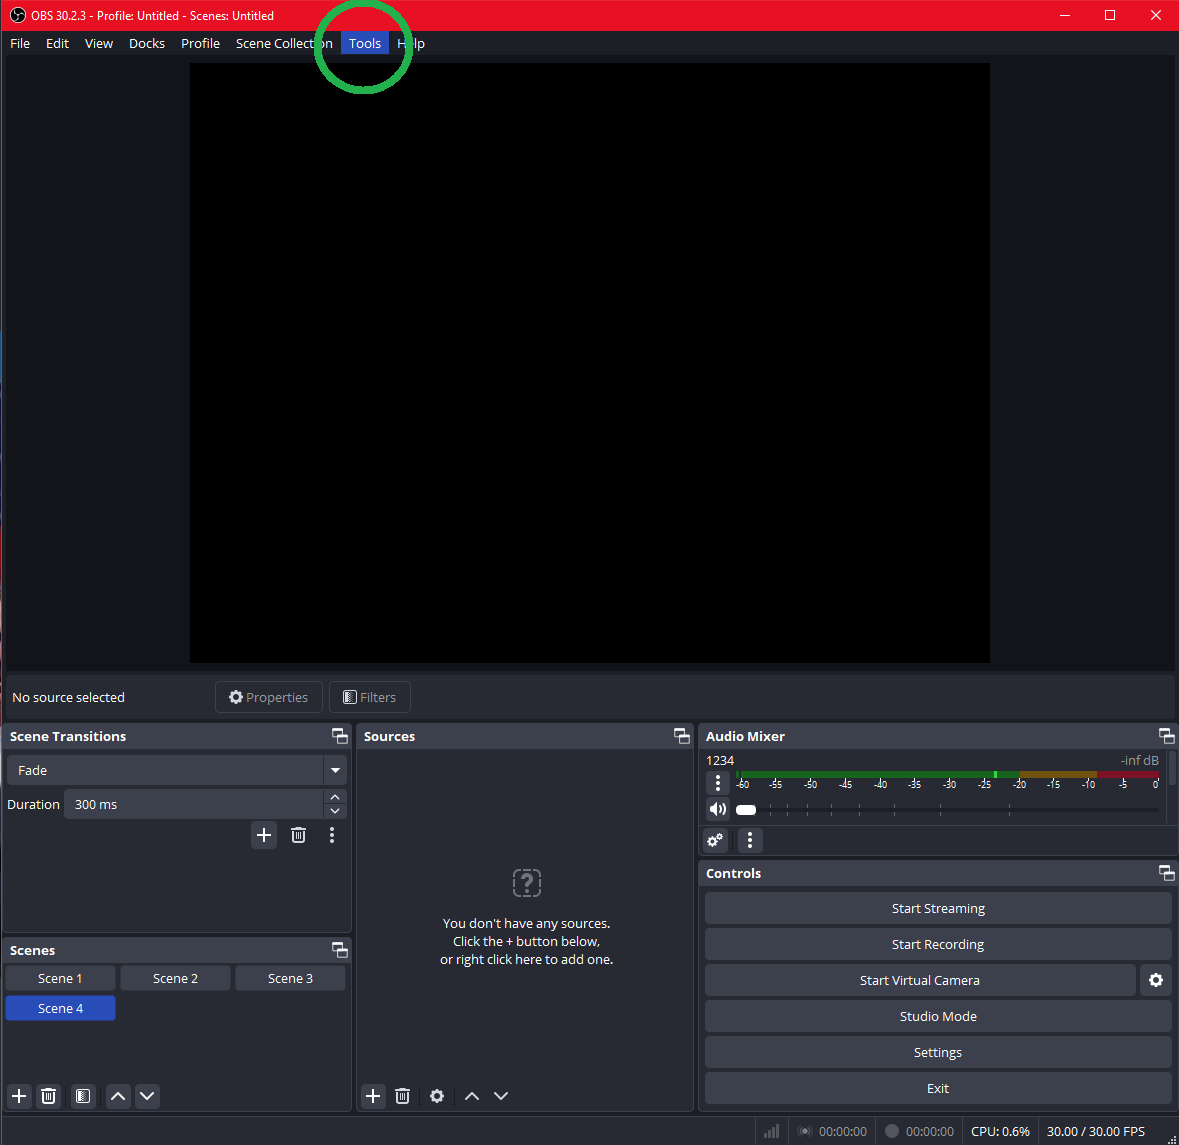 OBS 30.2.3 - Profile: Untitled - Scenes: Untitled
File Edit View Docks Profile Scene Collection Tools Help
No source selected Properties Filters
Scene Transitions
Fade
Duration 300 ms
Scenes
Scene 1 Scene 2 Scene 3
Scene 4
Sources
You don't have any sources.
Click the + button below,
or right click here to add one.
Audio Mixer
1234 -inf dB
-60 -55 -50 -45 -40 -35 -30 -25 -20 -15 -10 -5 0
Controls
Start Streaming
Start Recording
Start Virtual Camera
Studio Mode
Settings
Exit
00:00:00 00:00:00 CPU: 0.6% 30.00 / 30.00 FPS